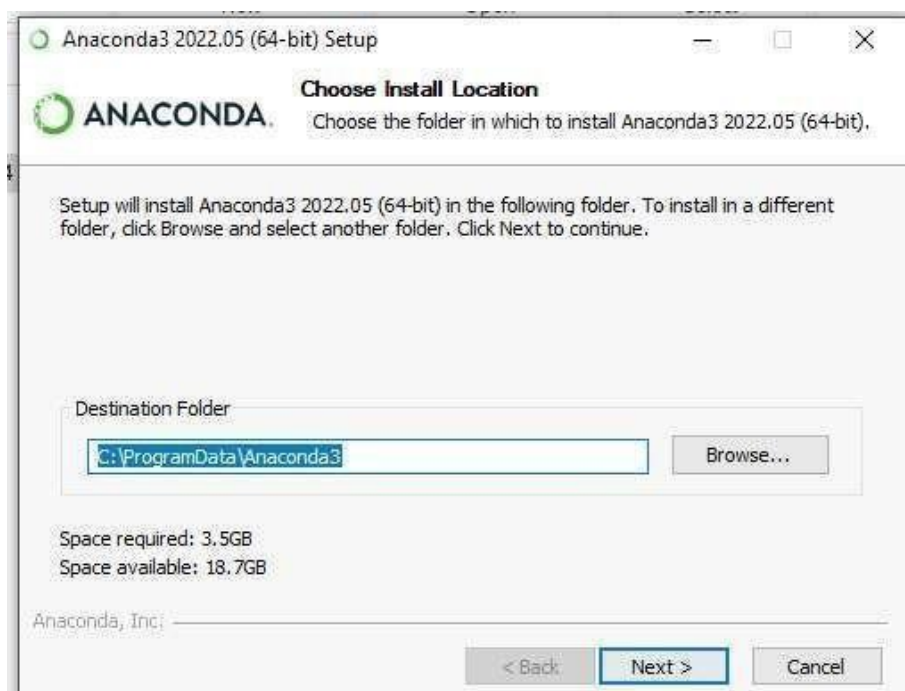 Anaconda3 2022.05 (64-bit) Setup
ANACONDA.
Choose Install Location
Choose the folder in which to install Anaconda3 2022.05 (64-bit).
Setup will install Anaconda3 2022.05 (64-bit) in the following folder. To install in a different
folder, click Browse and select another folder. Click Next to continue.
Destination Folder
C:\ProgramData\Anaconda3
Browse...
Space required: 3.5GB
Space available: 18.7GB
Anaconda, Inc.
< Back
Next >
Cancel